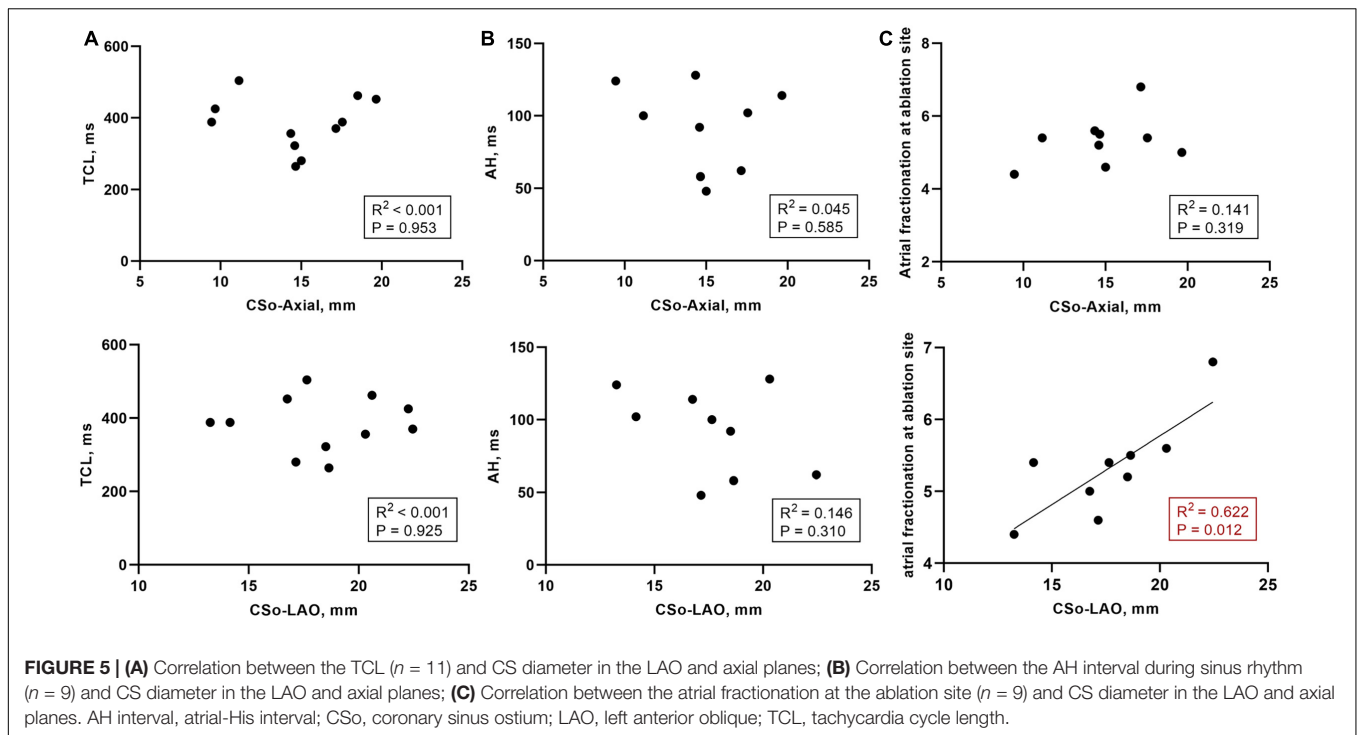 A
600
400
200
0
TCL, ms
5 10 15 20 25
CSo-Axial, mm
R² < 0.001
P = 0.953
B
150
100
50
0
AH, ms
5 10 15 20 25
CSo-Axial, mm
R² = 0.045
P = 0.585
C
8
6
4
2
Atrial fractionation at ablation site
5 10 15 20 25
CSo-Axial, mm
R² = 0.141
P = 0.319
600
400
200
0
TCL, ms
10 15 20 25
CSo-LAO, mm
R² < 0.001
P = 0.925
150
100
50
0
AH, ms
10 15 20 25
CSo-LAO, mm
R² = 0.146
P = 0.310
7
6
5
4
atrial fractionation at ablation site
10 15 20 25
CSo-LAO, mm
R² = 0.622
P = 0.012
FIGURE 5 | (A) Correlation between the TCL (n = 11) and CS diameter in the LAO and axial planes; (B) Correlation between the AH interval during sinus rhythm
(n = 9) and CS diameter in the LAO and axial planes; (C) Correlation between the atrial fractionation at the ablation site (n = 9) and CS diameter in the LAO and axial
planes. AH interval, atrial-His interval; CSo, coronary sinus ostium; LAO, left anterior oblique; TCL, tachycardia cycle length.